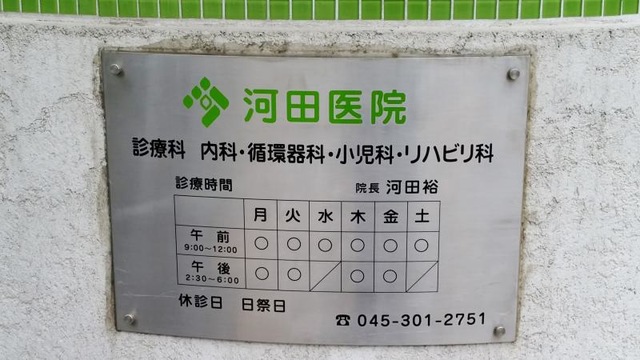 河田医院
診療科 内科・循環器科・小児科・リハビリ科
診療時間 院長 河田裕
月 火 水 木 金 土
午前 9:00〜12:00 ○ ○ ○ ○ ○ ○
午後 2:30〜6:00 ○ ○ ／ ○ ○ ／
休診日 日祭日
☎ 045-301-2751